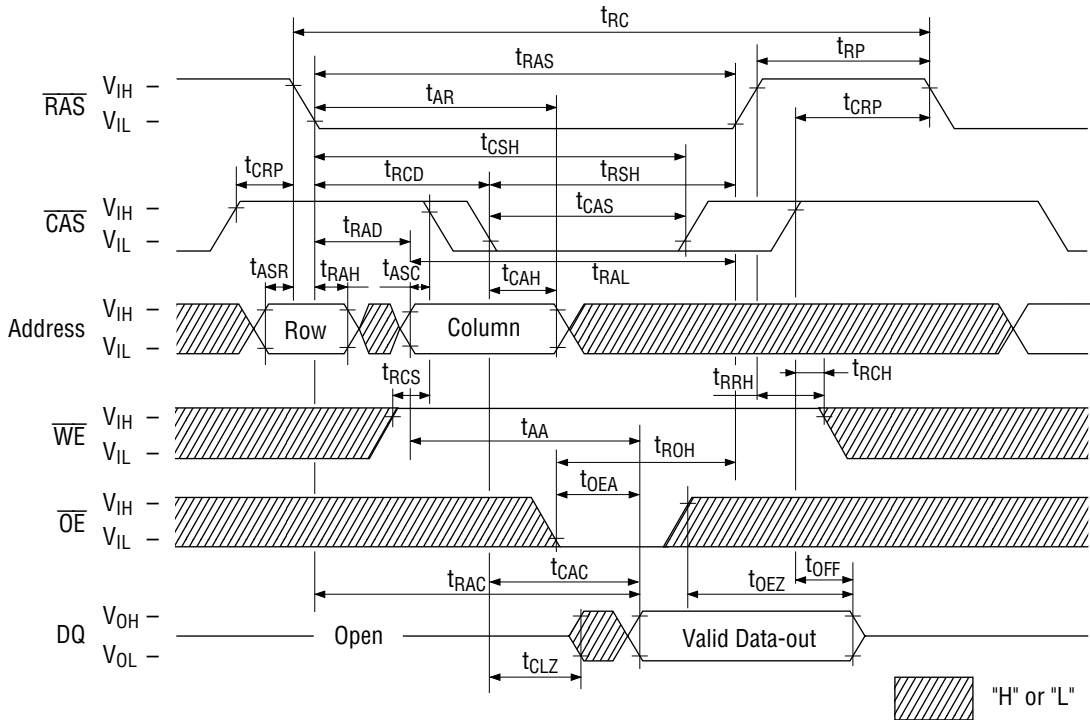 tRC
tRAS
tRP
RAS
VIH –
VIL –
tAR
tCRP
tCSH
tCRP
tRCD
tRSH
CAS
VIH –
VIL –
tCAS
tRAD
tRAL
tASR
tRAH
tASC
tCAH
Address
VIH –
VIL –
Row
Column
tRCS
tRRH
tRCH
WE
VIH –
VIL –
tAA
tROH
tOEA
OE
VIH –
VIL –
tCAC
tRAC
tOEZ
tOFF
DQ
VOH –
VOL –
Open
Valid Data-out
tCLZ
"H" or "L"